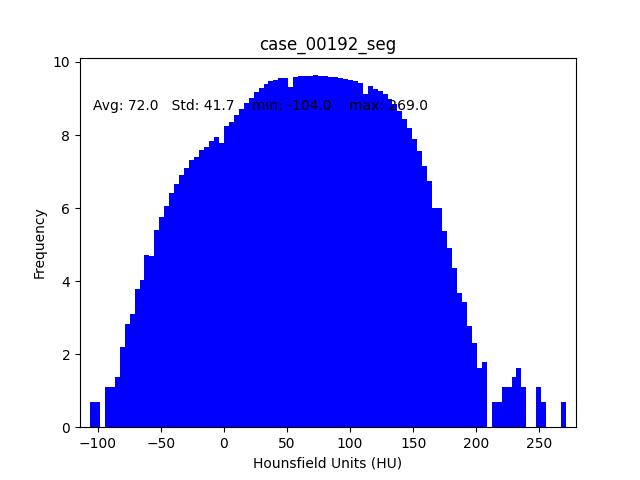 case_00192_seg
Avg: 72.0 Std: 41.7 min: -104.0 max: 269.0
10
8
6
4
2
0
Frequency
−100 −50 0 50 100 150 200 250
Hounsfield Units (HU)